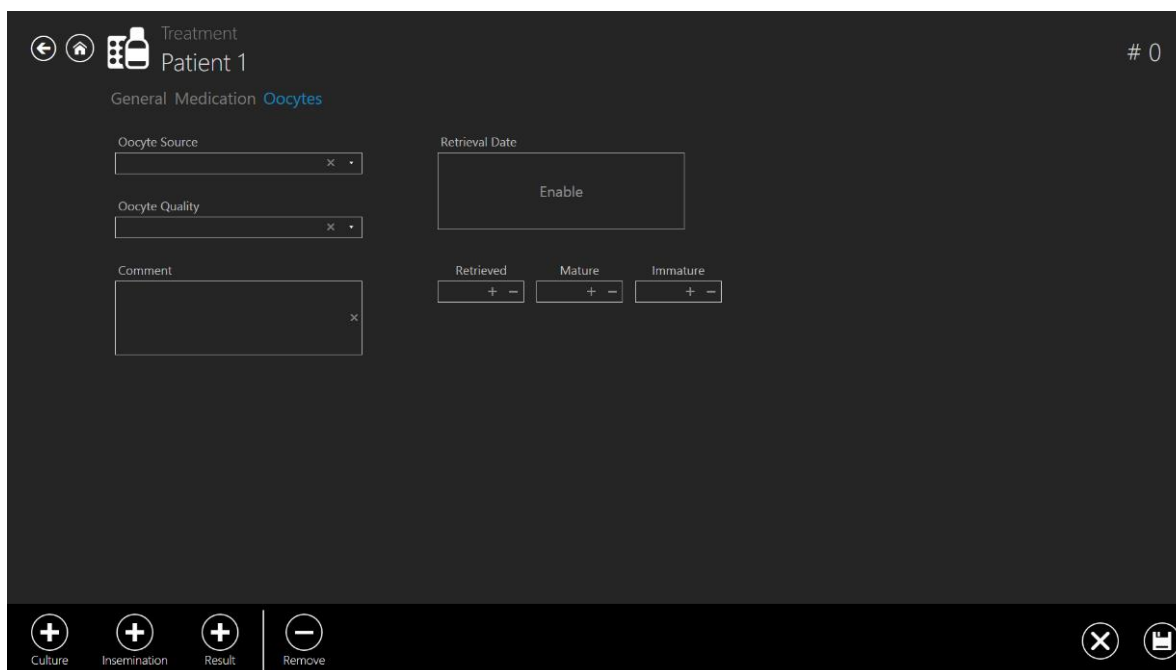 Treatment
Patient 1
# 0
General Medication Oocytes
Oocyte Source
Retrieval Date
Enable
Oocyte Quality
Comment
Retrieved Mature Immature
Culture Insemination Result Remove